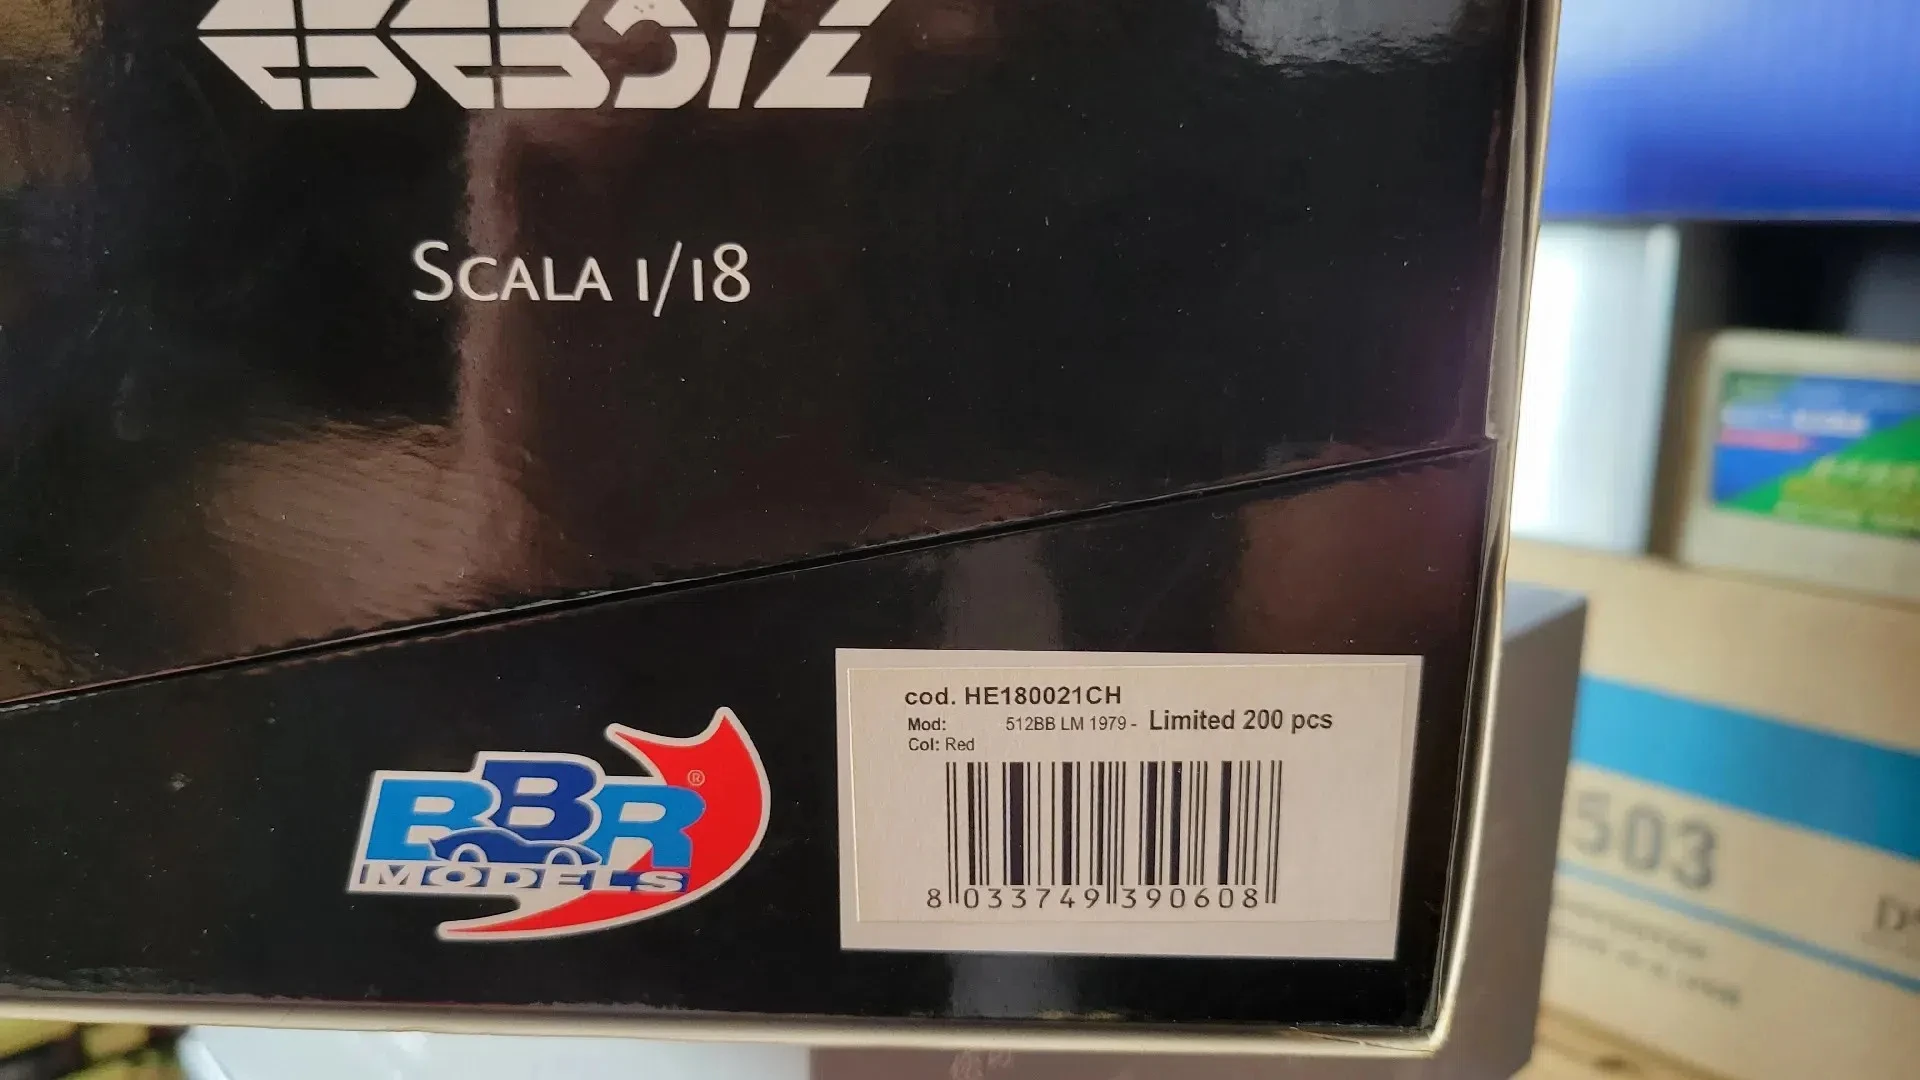 BB512
SCALA 1/18
cod. HE180021CH
Mod: 512BB LM 1979 - Limited 200 pcs
Col: Red
8 033749 390608
BBR®
MODELS
503